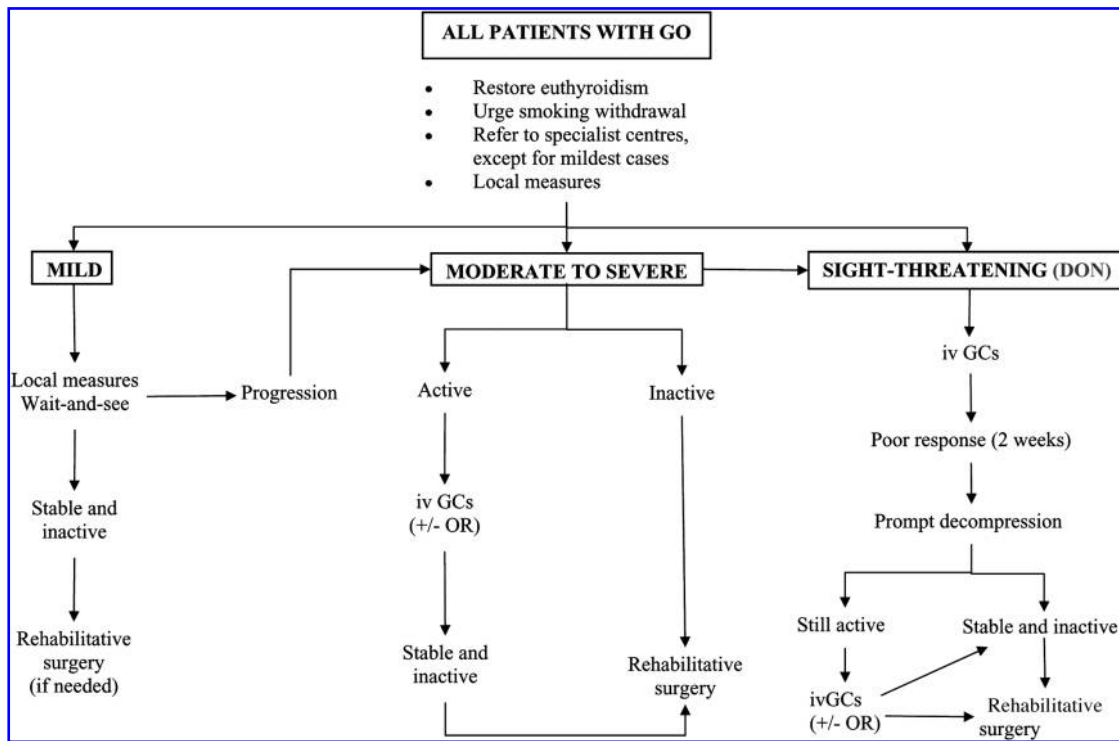 ALL PATIENTS WITH GO
• Restore euthyroidism
• Urge smoking withdrawal
• Refer to specialist centres,
except for mildest cases
• Local measures
MILD
MODERATE TO SEVERE
SIGHT-THREATENING (DON)
Local measures
Wait-and-see
Progression
Stable and
inactive
Rehabilitative
surgery
(if needed)
Active
iv GCs
(+/- OR)
Stable and
inactive
Inactive
Rehabilitative
surgery
iv GCs
Poor response (2 weeks)
Prompt decompression
Still active
ivGCs
(+/- OR)
Stable and inactive
Rehabilitative
surgery